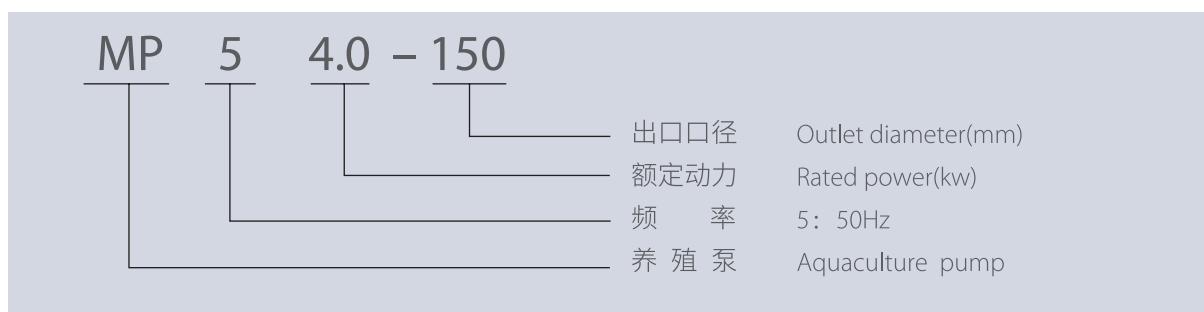 MP 5 4.0 – 150
出口口径 Outlet diameter(mm)
额定动力 Rated power(kw)
频 率 5：50Hz
养 殖 泵 Aquaculture pump